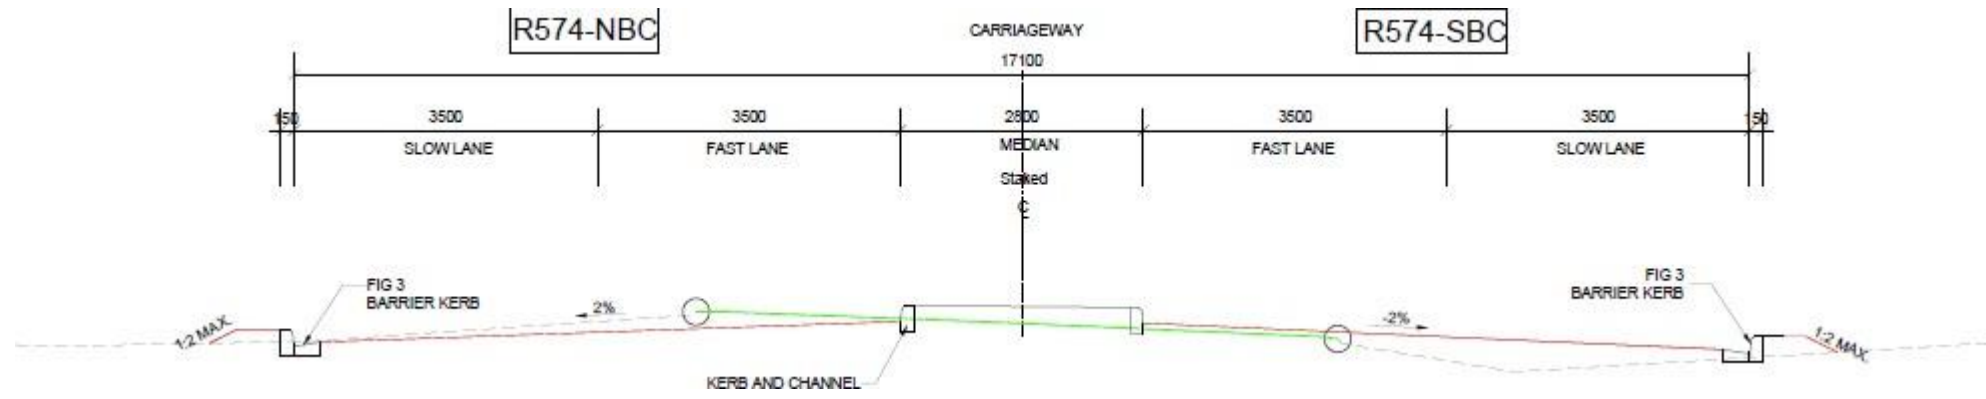 R574-NBC
CARRIAGEWAY
R574-SBC
17100
150
3500
3500
2800
3500
3500
150
SLOW LANE
FAST LANE
MEDIAN
FAST LANE
SLOW LANE
Staked
℄
FIG 3
BARRIER KERB
FIG 3
BARRIER KERB
2%
-2%
1:2 MAX.
1:2 MAX.
KERB AND CHANNEL